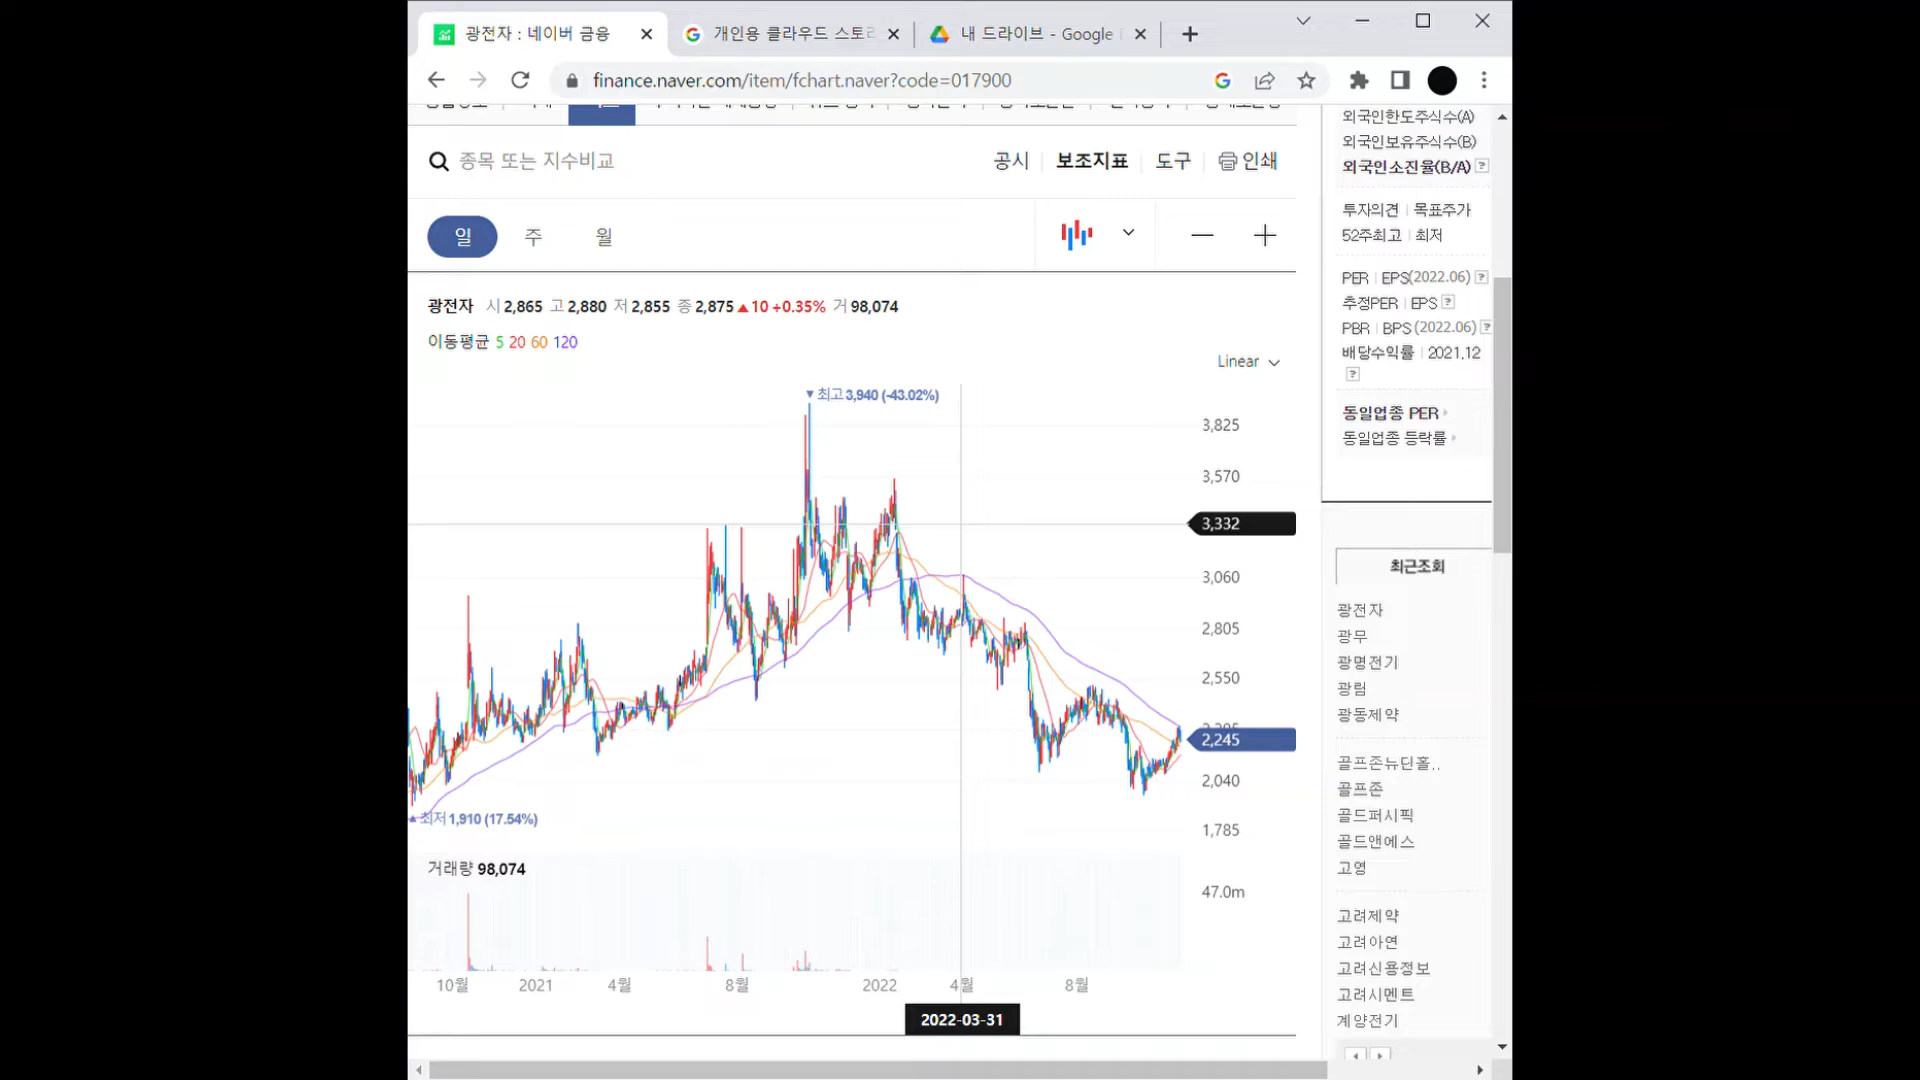 광전자 : 네이버 금융
개인용 클라우드 스토리
내 드라이브 - Google
finance.naver.com/item/fchart.naver?code=017900
종목 또는 지수비교
공시 보조지표 도구 인쇄
일 주 월
광전자 시 2,865 고 2,880 저 2,855 종 2,875 ▲10 +0.35% 거 98,074
이동평균 5 20 60 120
Linear
▼최고 3,940 (-43.02%)
3,825
3,570
3,332
3,060
2,805
2,550
2,245
2,040
1,785
▲최저 1,910 (17.54%)
거래량 98,074
47.0m
10월 2021 4월 8월 2022 4월 8월
2022-03-31
외국인한도주식수(A)
외국인보유주식수(B)
외국인소진율(B/A) ?
투자의견 | 목표주가
52주최고 | 최저
PER | EPS(2022.06) ?
추정PER | EPS ?
PBR | BPS (2022.06) ?
배당수익률 | 2021.12
?
동일업종 PER
동일업종 등락률
최근조회
광전자
광무
광명전기
광림
광동제약
골프존뉴딘홀..
골프존
골드퍼시픽
골드앤에스
고영
고려제약
고려아연
고려신용정보
고려시멘트
계양전기